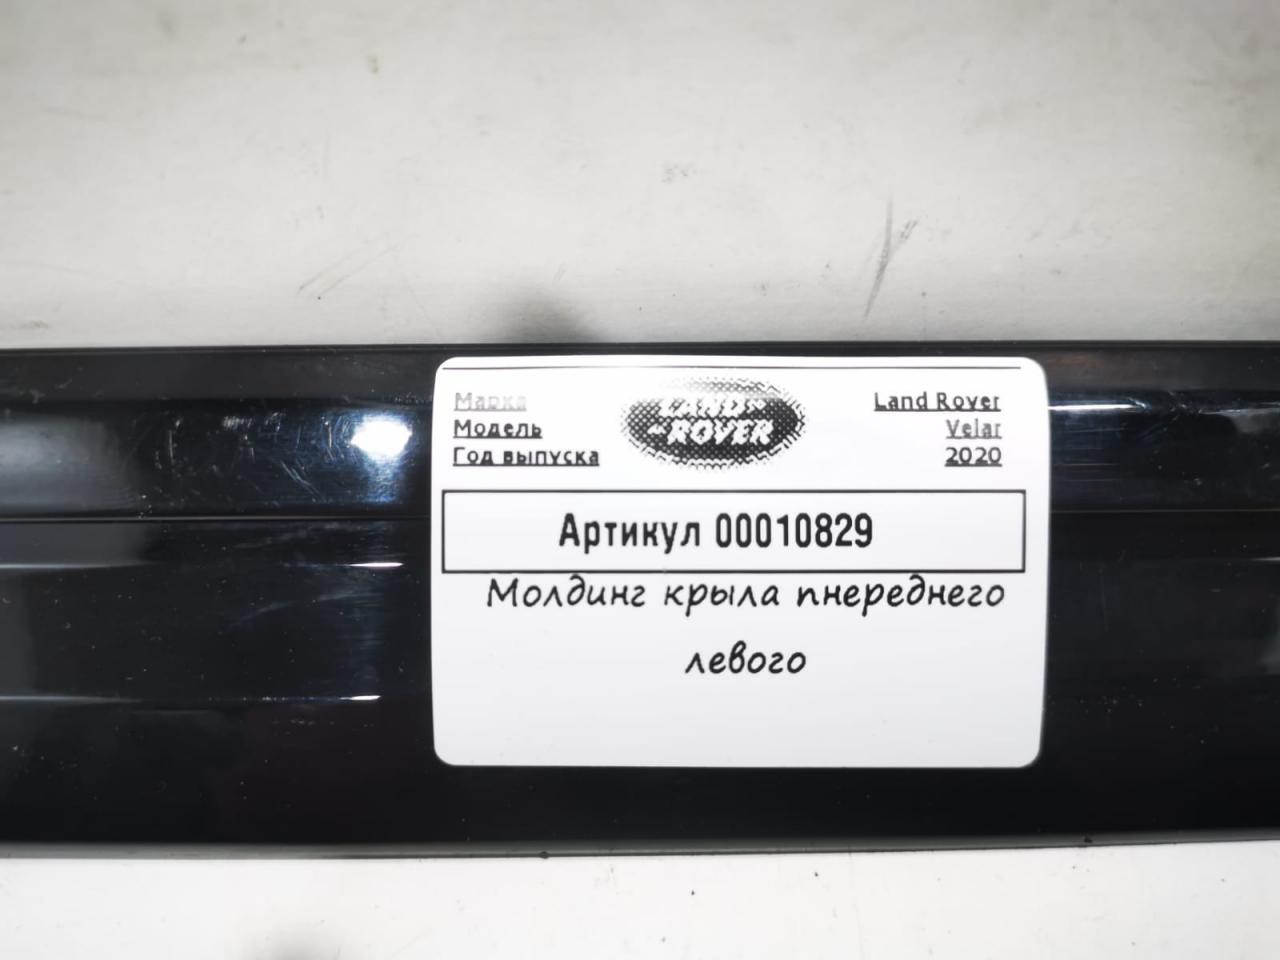 Марка LAND Land Rover
Модель ROVER Velar
Год выпуска 2020
Артикул 00010829
Молдинг крыла пнереднего
левого